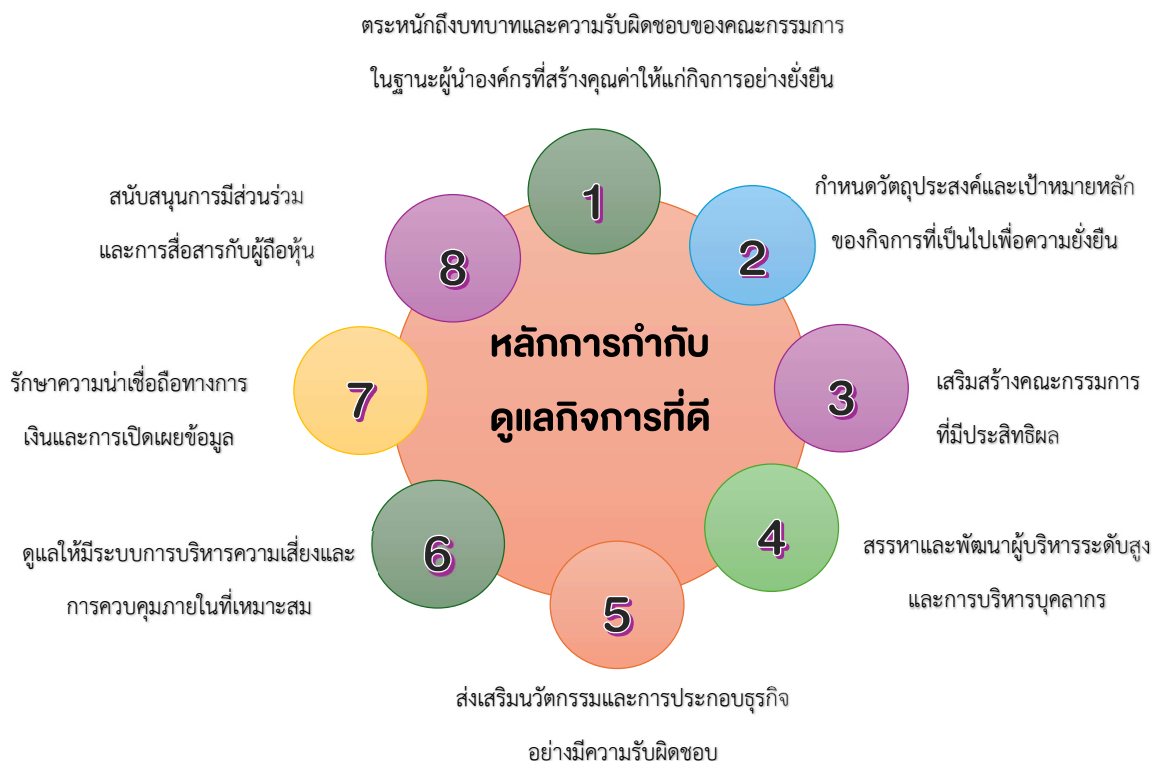 ตระหนักถึงบทบาทและความรับผิดชอบของคณะกรรมการ
ในฐานะผู้นำองค์กรที่สร้างคุณค่าให้แก่กิจการอย่างยั่งยืน
1
กำหนดวัตถุประสงค์และเป้าหมายหลัก
ของกิจการที่เป็นไปเพื่อความยั่งยืน
2
เสริมสร้างคณะกรรมการ
ที่มีประสิทธิผล
3
สรรหาและพัฒนาผู้บริหารระดับสูง
และการบริหารบุคลากร
4
ส่งเสริมนวัตกรรมและการประกอบธุรกิจ
อย่างมีความรับผิดชอบ
5
ดูแลให้มีระบบการบริหารความเสี่ยงและ
การควบคุมภายในที่เหมาะสม
6
รักษาความน่าเชื่อถือทางการ
เงินและการเปิดเผยข้อมูล
7
สนับสนุนการมีส่วนร่วม
และการสื่อสารกับผู้ถือหุ้น
8
หลักการกำกับ
ดูแลกิจการที่ดี